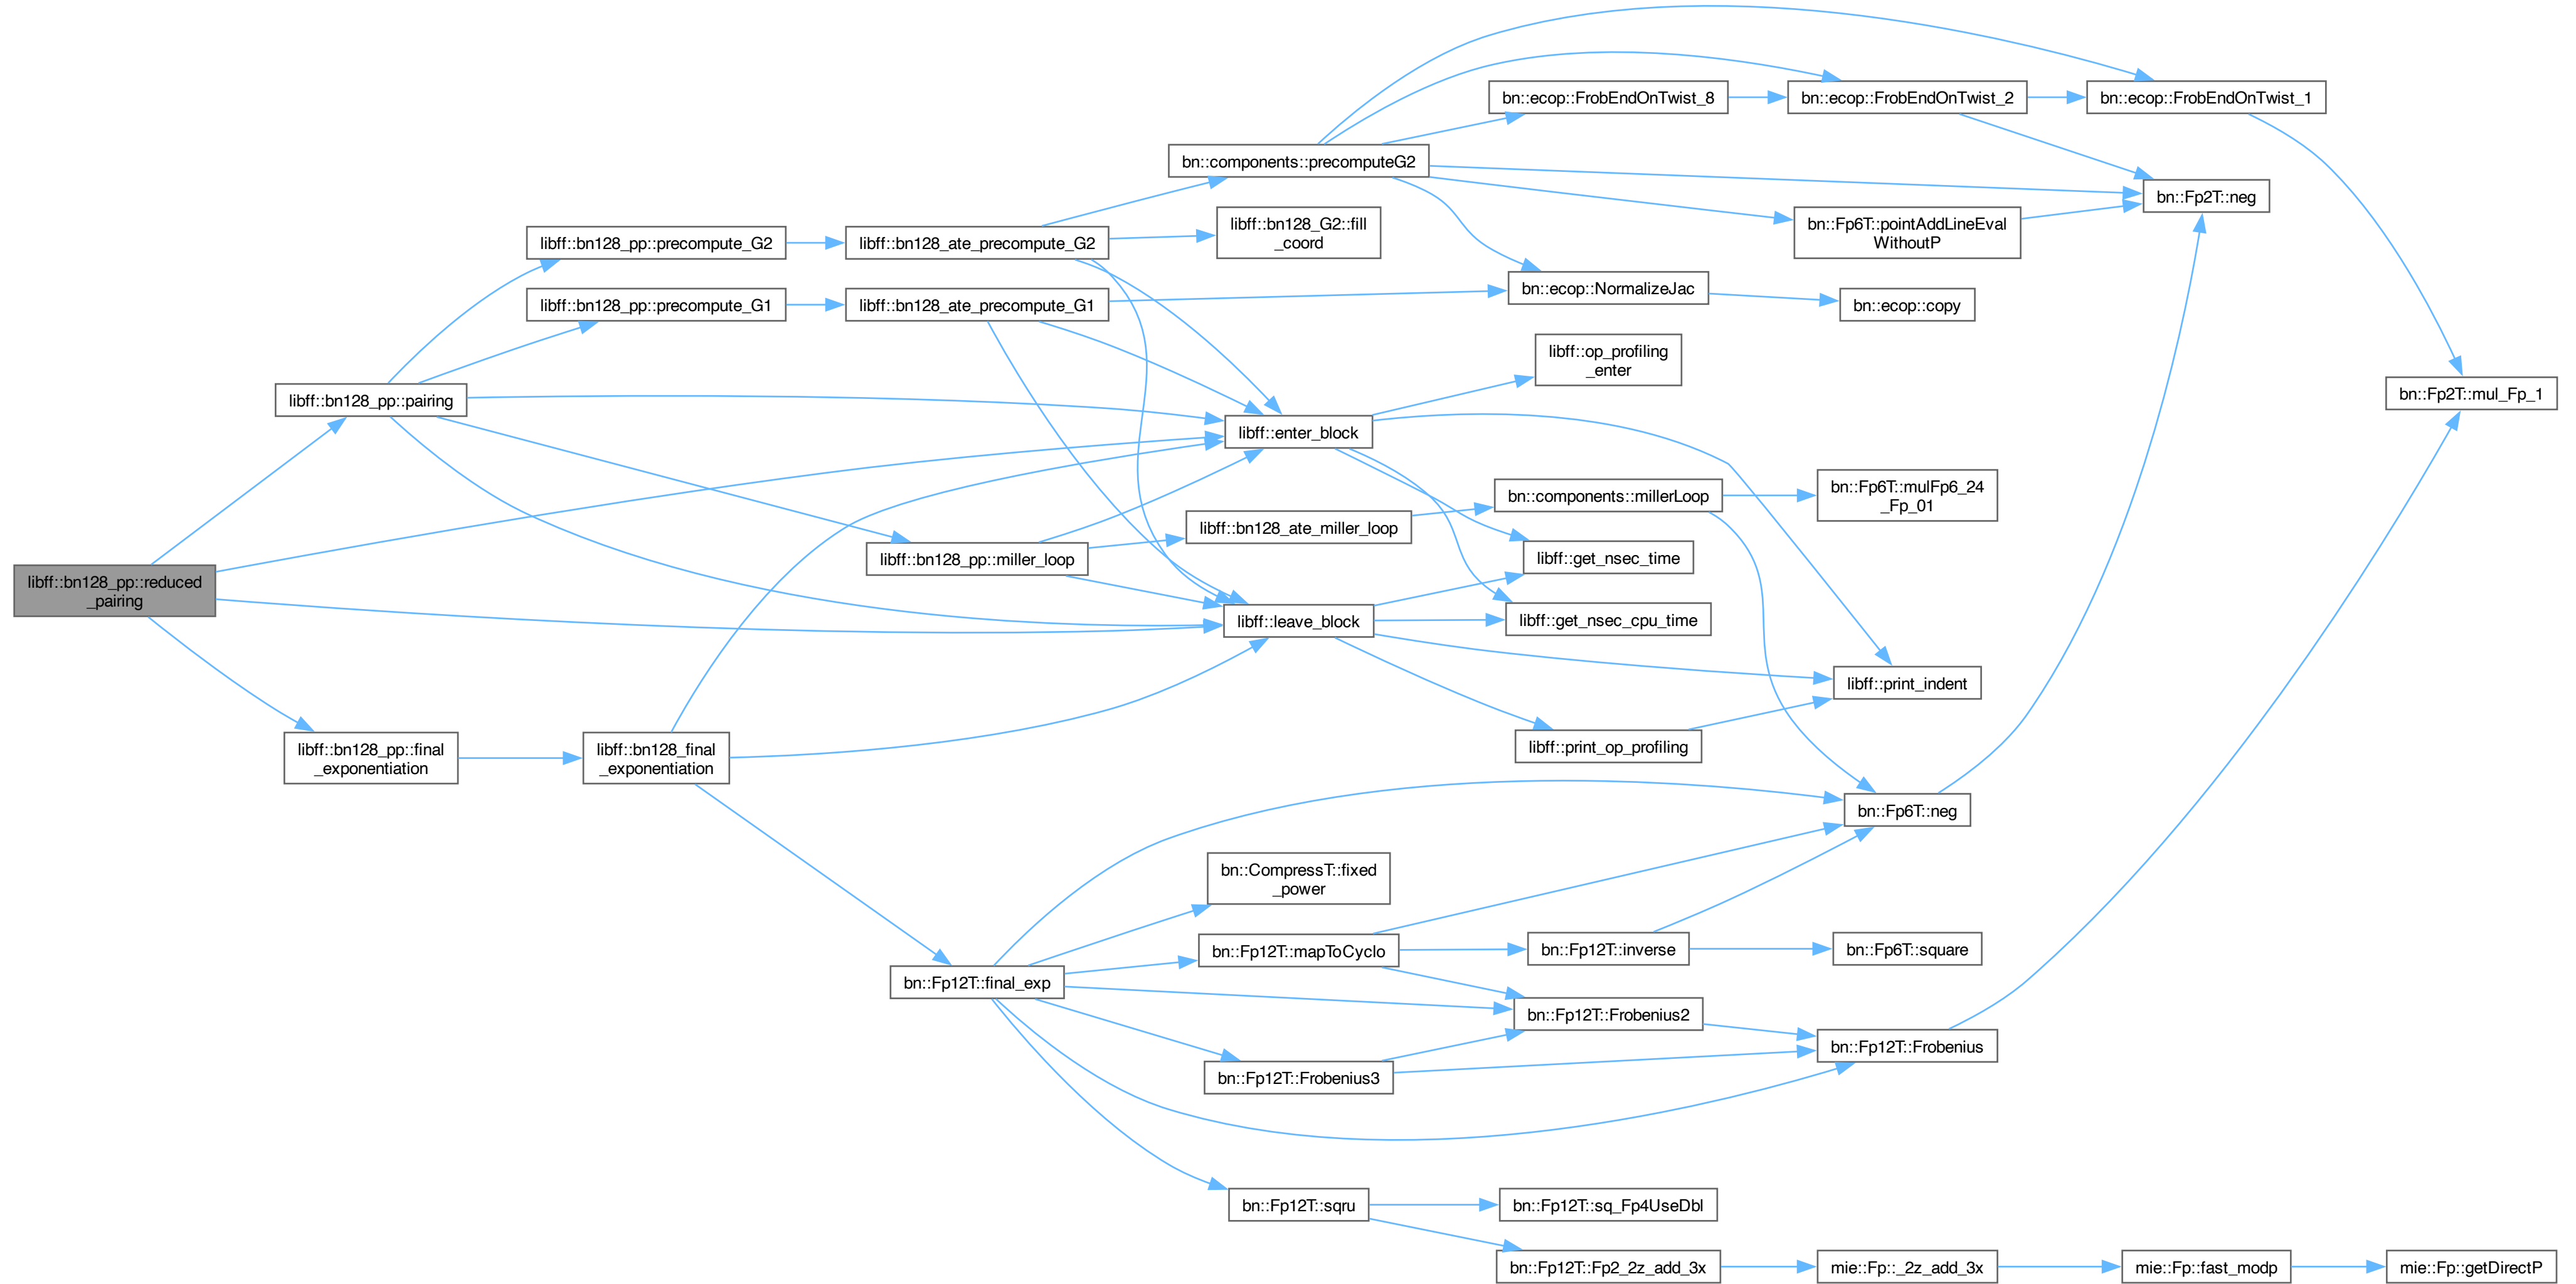 libff::bn128_pp::reduced
_pairing
libff::bn128_pp::pairing
libff::bn128_pp::final
_exponentiation
libff::bn128_pp::precompute_G2
libff::bn128_pp::precompute_G1
libff::bn128_final
_exponentiation
libff::bn128_ate_precompute_G2
libff::bn128_ate_precompute_G1
libff::bn128_pp::miller_loop
bn::Fp12T::final_exp
bn::components::precomputeG2
libff::bn128_G2::fill
_coord
libff::enter_block
libff::bn128_ate_miller_loop
libff::leave_block
bn::CompressT::fixed
_power
bn::Fp12T::mapToCyclo
bn::Fp12T::Frobenius3
bn::Fp12T::sqru
bn::ecop::FrobEndOnTwist_8
bn::ecop::NormalizeJac
libff::op_profiling
_enter
bn::components::millerLoop
libff::get_nsec_time
libff::get_nsec_cpu_time
libff::print_op_profiling
bn::Fp12T::inverse
bn::Fp12T::Frobenius2
bn::Fp12T::sq_Fp4UseDbl
bn::Fp12T::Fp2_2z_add_3x
bn::ecop::FrobEndOnTwist_2
bn::Fp6T::pointAddLineEval
WithoutP
bn::ecop::copy
bn::Fp6T::mulFp6_24
_Fp_01
libff::print_indent
bn::Fp6T::neg
bn::Fp6T::square
bn::Fp12T::Frobenius
mie::Fp::_2z_add_3x
bn::ecop::FrobEndOnTwist_1
bn::Fp2T::neg
mie::Fp::fast_modp
bn::Fp2T::mul_Fp_1
mie::Fp::getDirectP